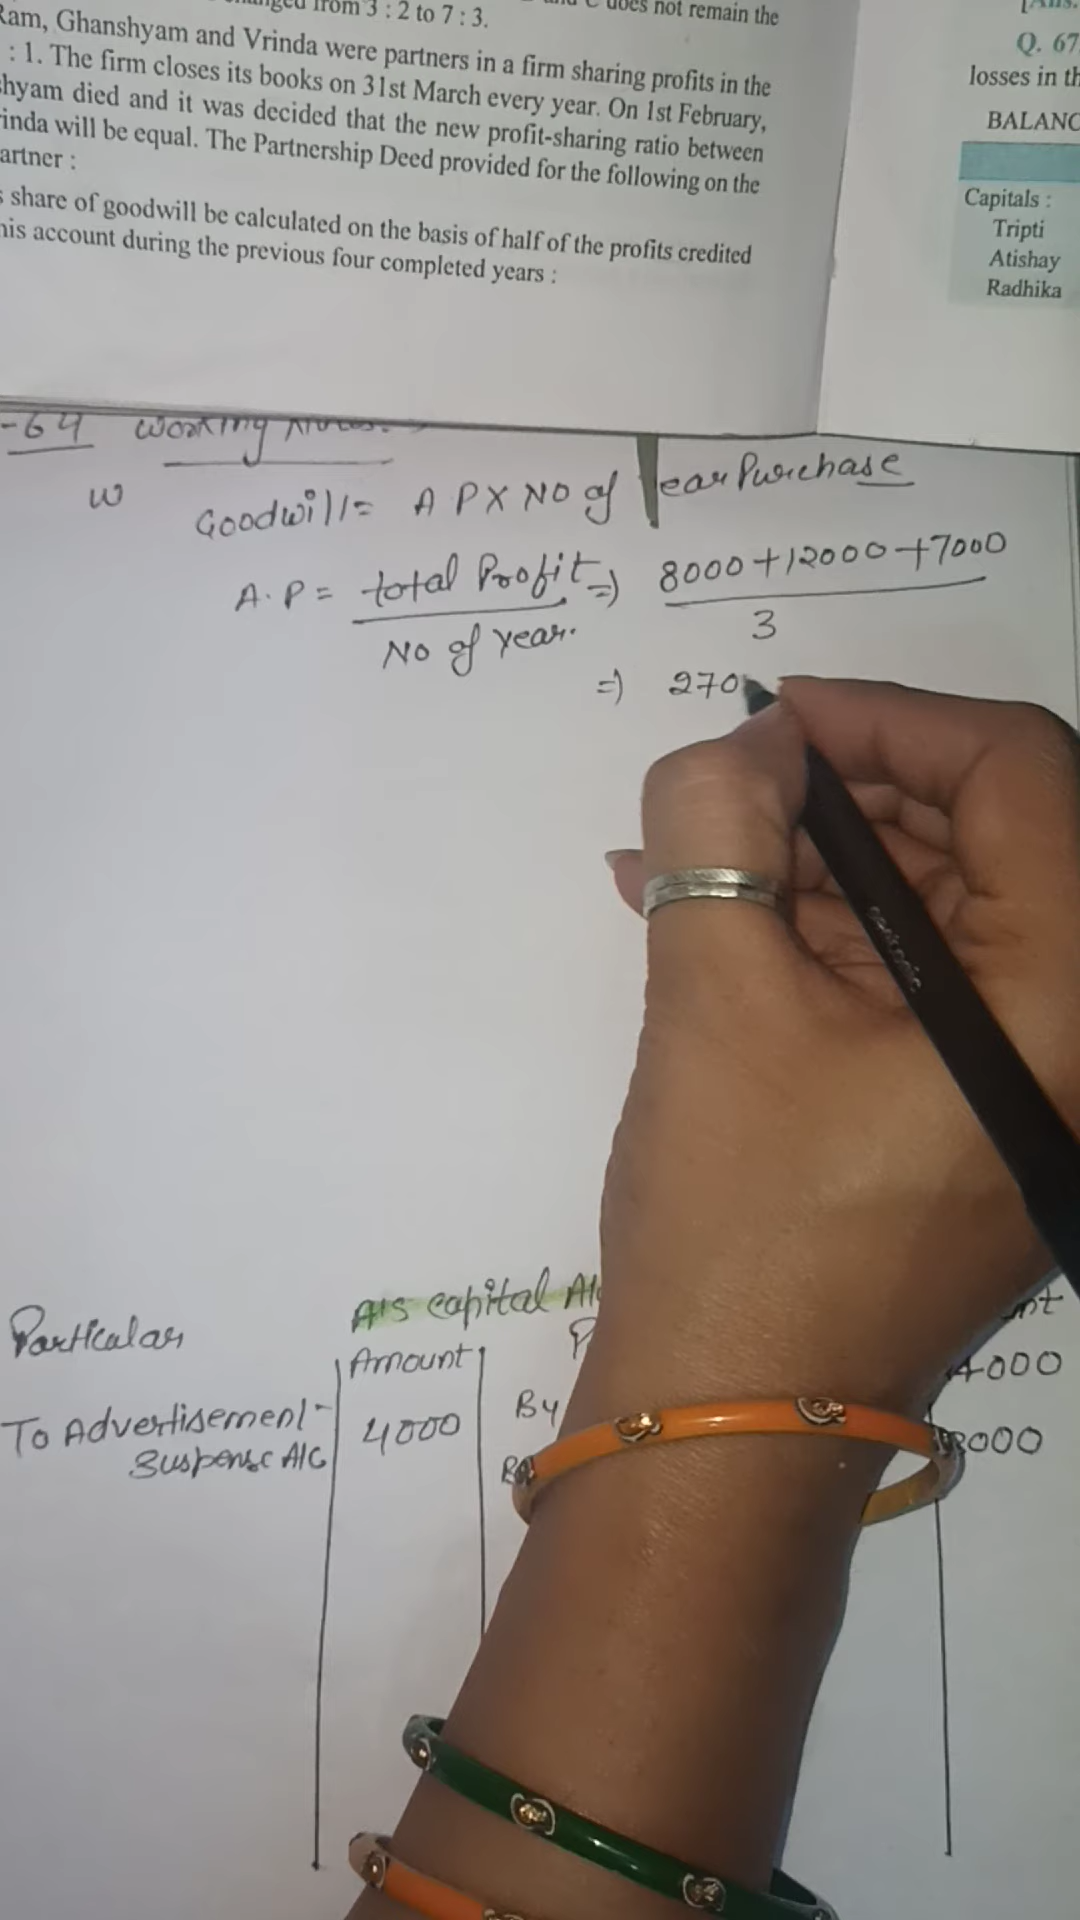 from 3 : 2 to 7 : 3.
does not remain the
Ram, Ghanshyam and Vrinda were partners in a firm sharing profits in the
: 1. The firm closes its books on 31st March every year. On 1st February,
hyam died and it was decided that the new profit-sharing ratio between
rinda will be equal. The Partnership Deed provided for the following on the
artner :
s share of goodwill be calculated on the basis of half of the profits credited
his account during the previous four completed years :
Q. 67
losses in th
BALANC
Capitals :
Tripti
Atishay
Radhika
-64 Working Notes.
Goodwill = A P X NO of Year Purchase
A.P = total Profit => 8000+12000+7000
No of year. 3
=> 270
A's capital A/c
Particular
Amount
To Advertisement
Suspense A/C
4000
By
4000
8000